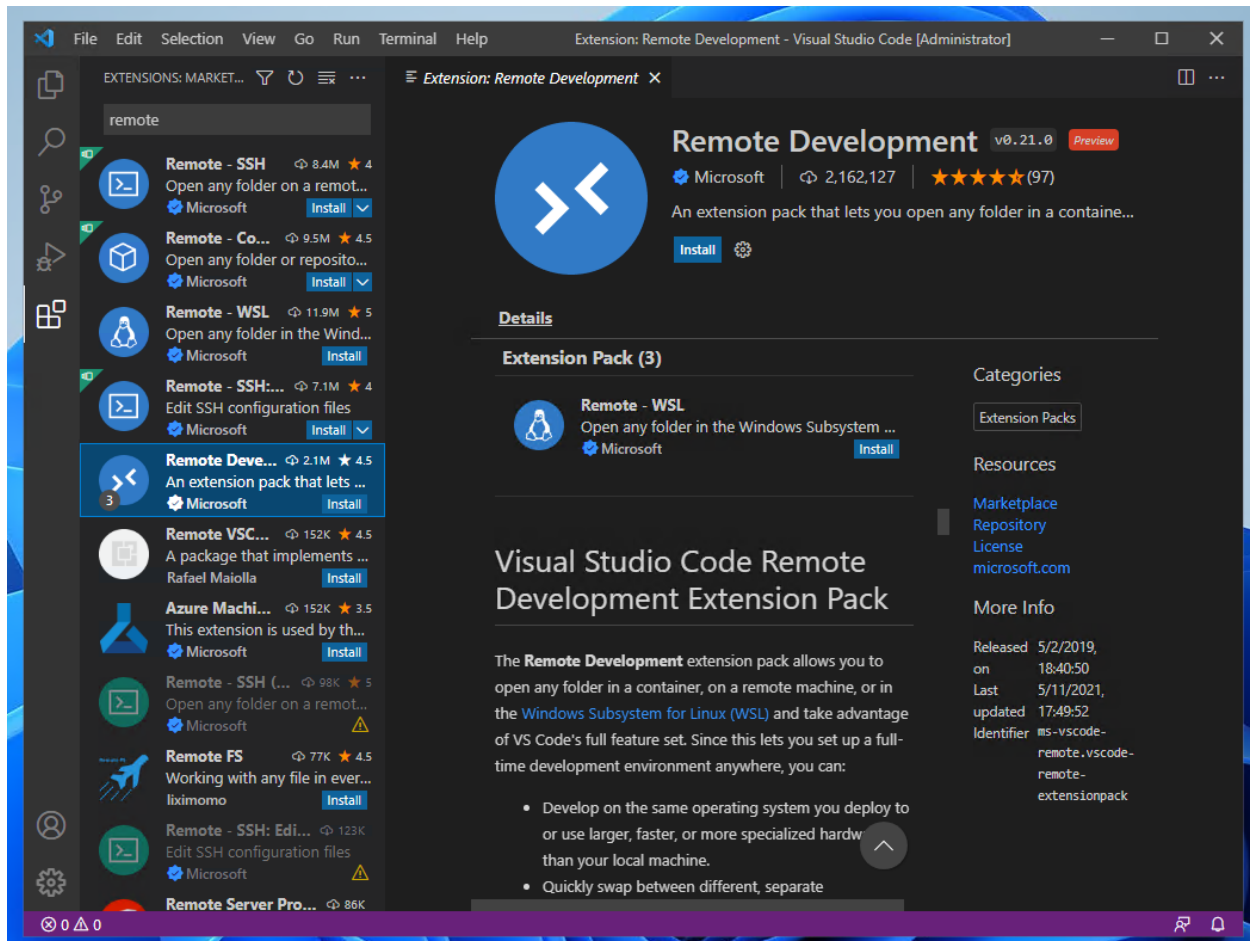 File Edit Selection View Go Run Terminal Help Extension: Remote Development - Visual Studio Code [Administrator]
EXTENSIONS: MARKET...
Extension: Remote Development
remote
Remote - SSH 8.4M 4
Open any folder on a remot...
Microsoft Install
Remote - Co... 9.5M 4.5
Open any folder or reposito...
Microsoft Install
Remote - WSL 11.9M 5
Open any folder in the Wind...
Microsoft Install
Remote - SSH:... 7.1M 4
Edit SSH configuration files
Microsoft Install
Remote Deve... 2.1M 4.5
An extension pack that lets ...
3 Microsoft Install
Remote VSC... 152K 4.5
A package that implements ...
Rafael Maiolla Install
Azure Machi... 152K 3.5
This extension is used by th...
Microsoft Install
Remote - SSH (... 98K 5
Open any folder on a remot...
Microsoft
Remote FS 77K 4.5
Working with any file in ever...
liximomo Install
Remote - SSH: Edi... 123K
Edit SSH configuration files
Microsoft
Remote Server Pro... 86K
Remote Development v0.21.0 Preview
Microsoft 2,162,127 (97)
An extension pack that lets you open any folder in a containe...
Install
Details
Extension Pack (3)
Remote - WSL
Open any folder in the Windows Subsystem ...
Microsoft Install
Visual Studio Code Remote
Development Extension Pack
The Remote Development extension pack allows you to
open any folder in a container, on a remote machine, or in
the Windows Subsystem for Linux (WSL) and take advantage
of VS Code's full feature set. Since this lets you set up a full-
time development environment anywhere, you can:
• Develop on the same operating system you deploy to
or use larger, faster, or more specialized hardw
than your local machine.
• Quickly swap between different, separate
Categories
Extension Packs
Resources
Marketplace
Repository
License
microsoft.com
More Info
Released 5/2/2019,
on 18:40:50
Last 5/11/2021,
updated 17:49:52
Identifier ms-vscode-
remote.vscode-
remote-
extensionpack
0 0